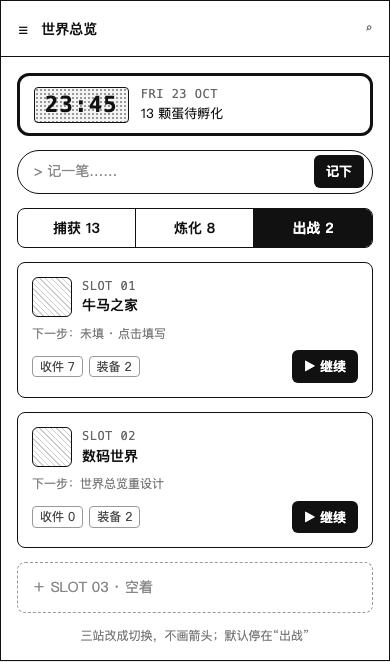 ≡ 世界总览 ⌕
23:45
FRI 23 OCT
13 颗蛋待孵化
> 记一笔…… 记下
捕获 13 炼化 8 出战 2
SLOT 01
牛马之家
下一步：未填 · 点击填写
收件 7 装备 2 ▶ 继续
SLOT 02
数码世界
下一步：世界总览重设计
收件 0 装备 2 ▶ 继续
＋ SLOT 03 · 空着
三站改成切换，不画箭头；默认停在“出战”